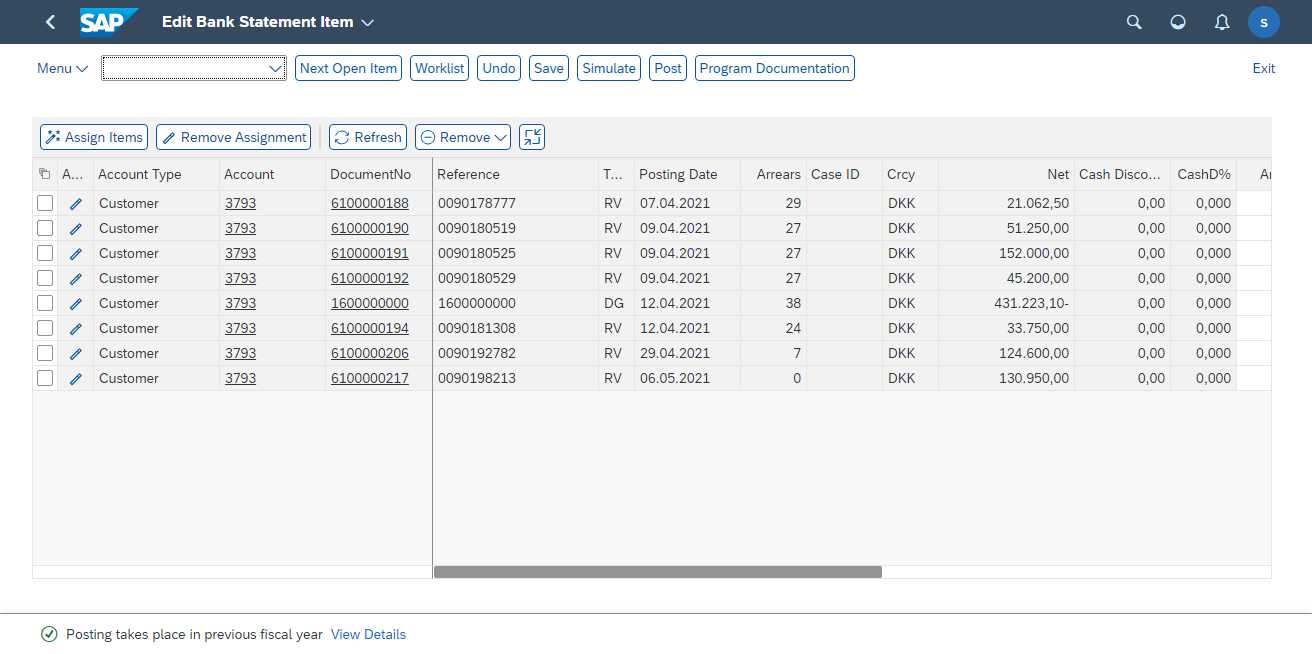 SAP Edit Bank Statement Item S
Menu Next Open Item Worklist Undo Save Simulate Post Program Documentation Exit
Assign Items Remove Assignment Refresh Remove
A... Account Type Account DocumentNo Reference T... Posting Date Arrears Case ID Crcy Net Cash Disco... CashD% Ar
Customer 3793 6100000188 0090178777 RV 07.04.2021 29 DKK 21.062,50 0,00 0,000
Customer 3793 6100000190 0090180519 RV 09.04.2021 27 DKK 51.250,00 0,00 0,000
Customer 3793 6100000191 0090180525 RV 09.04.2021 27 DKK 152.000,00 0,00 0,000
Customer 3793 6100000192 0090180529 RV 09.04.2021 27 DKK 45.200,00 0,00 0,000
Customer 3793 1600000000 1600000000 DG 12.04.2021 38 DKK 431.223,10- 0,00 0,000
Customer 3793 6100000194 0090181308 RV 12.04.2021 24 DKK 33.750,00 0,00 0,000
Customer 3793 6100000206 0090192782 RV 29.04.2021 7 DKK 124.600,00 0,00 0,000
Customer 3793 6100000217 0090198213 RV 06.05.2021 0 DKK 130.950,00 0,00 0,000
Posting takes place in previous fiscal year View Details